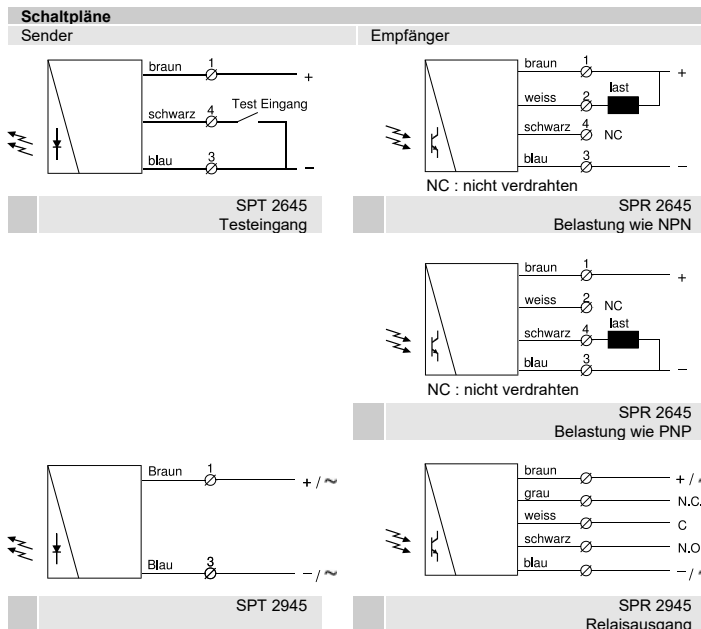 Schaltpläne
Sender
Empfänger
braun 1 +
schwarz 4 Test Eingang
blau 3 –
SPT 2645
Testeingang
braun 1 +
weiss 2 last
schwarz 4 NC
blau 3 –
NC : nicht verdrahten
SPR 2645
Belastung wie NPN
braun 1 +
weiss 2 NC
schwarz 4 last
blau 3 –
NC : nicht verdrahten
SPR 2645
Belastung wie PNP
Braun 1 + / ~
Blau 3 – / ~
SPT 2945
braun + / ~
grau N.C.
weiss C
schwarz N.O
blau – / ~
SPR 2945
Relaisausgang